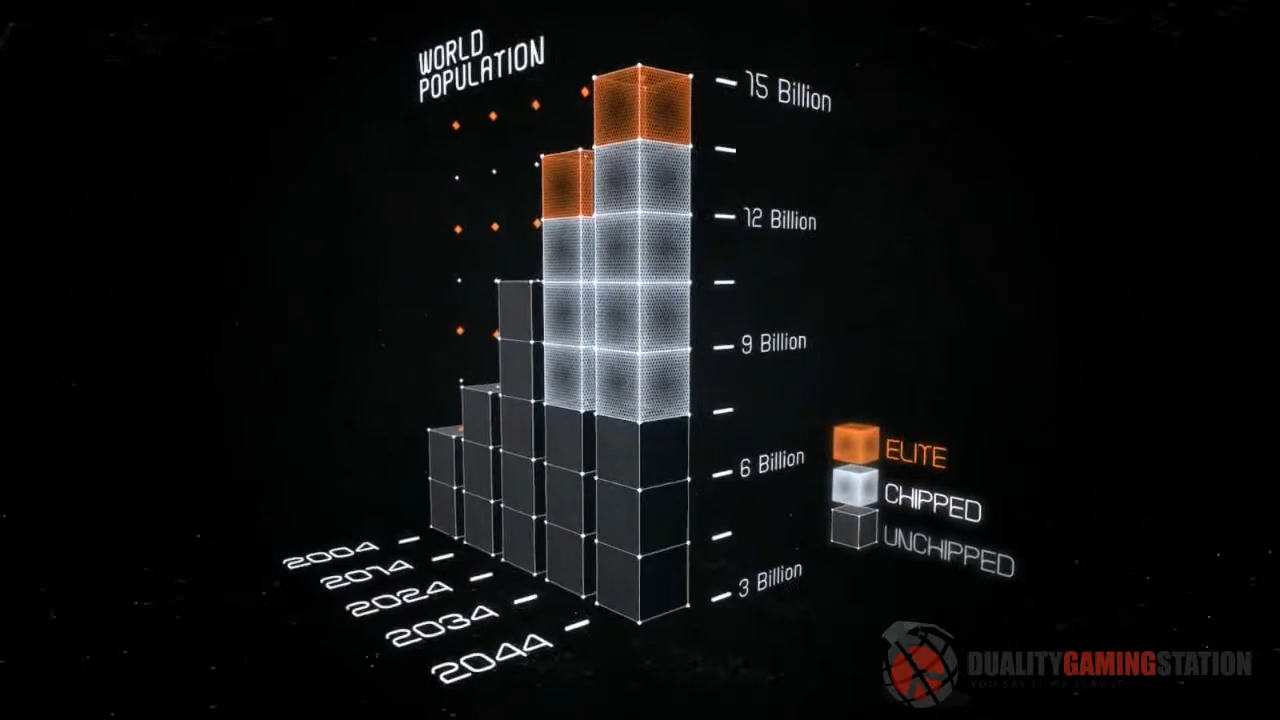 WORLD
POPULATION
15 Billion
12 Billion
9 Billion
6 Billion
3 Billion
ELITE
CHIPPED
UNCHIPPED
2004
2014
2024
2034
2044
DUALITYGAMINGSTATION